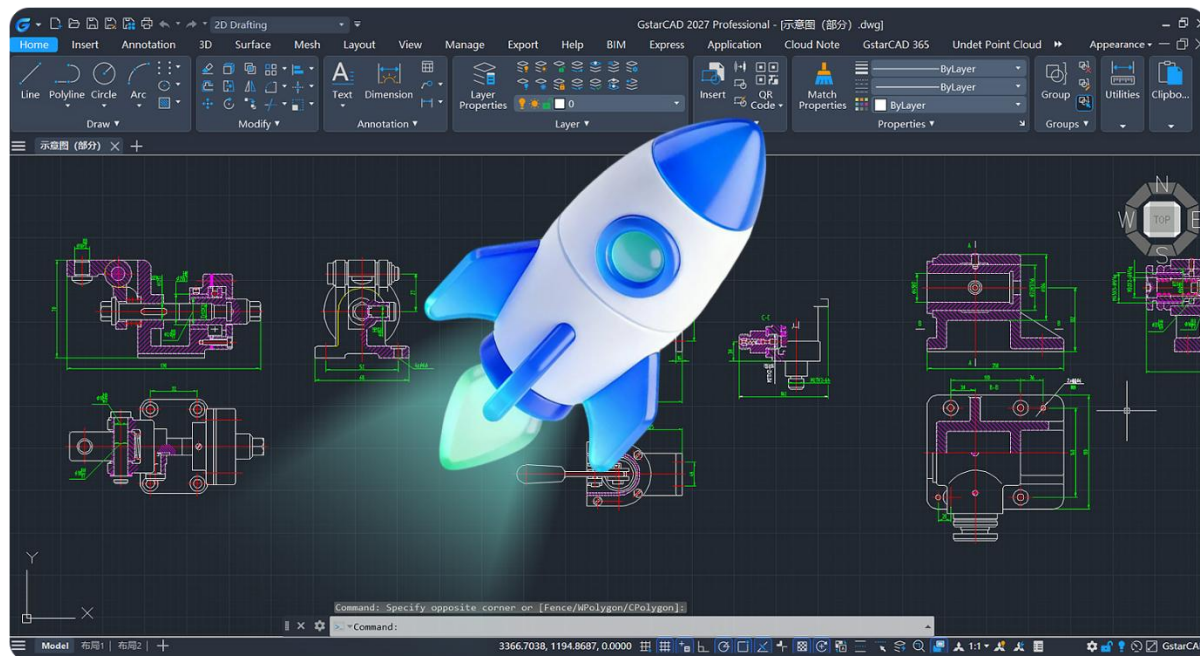 2D Drafting
GstarCAD 2027 Professional - [示意图（部分）.dwg]
Home Insert Annotation 3D Surface Mesh Layout View Manage Export Help BIM Express Application Cloud Note GstarCAD 365 Undet Point Cloud Appearance
Line Polyline Circle Arc
Text Dimension
Layer Properties
0
Insert
QR Code
Match Properties
ByLayer
ByLayer
ByLayer
Group
Utilities
Clipbo...
Draw Modify Annotation Layer Properties Groups
示意图（部分）
N
W TOP E
S
C-C
A
B B
A
B-B
Y
X
Command: Specify opposite corner or [Fence/WPolygon/CPolygon]:
Command:
Model 布局1 布局2
3366.7038, 1194.8687, 0.0000
1:1
GstarCA